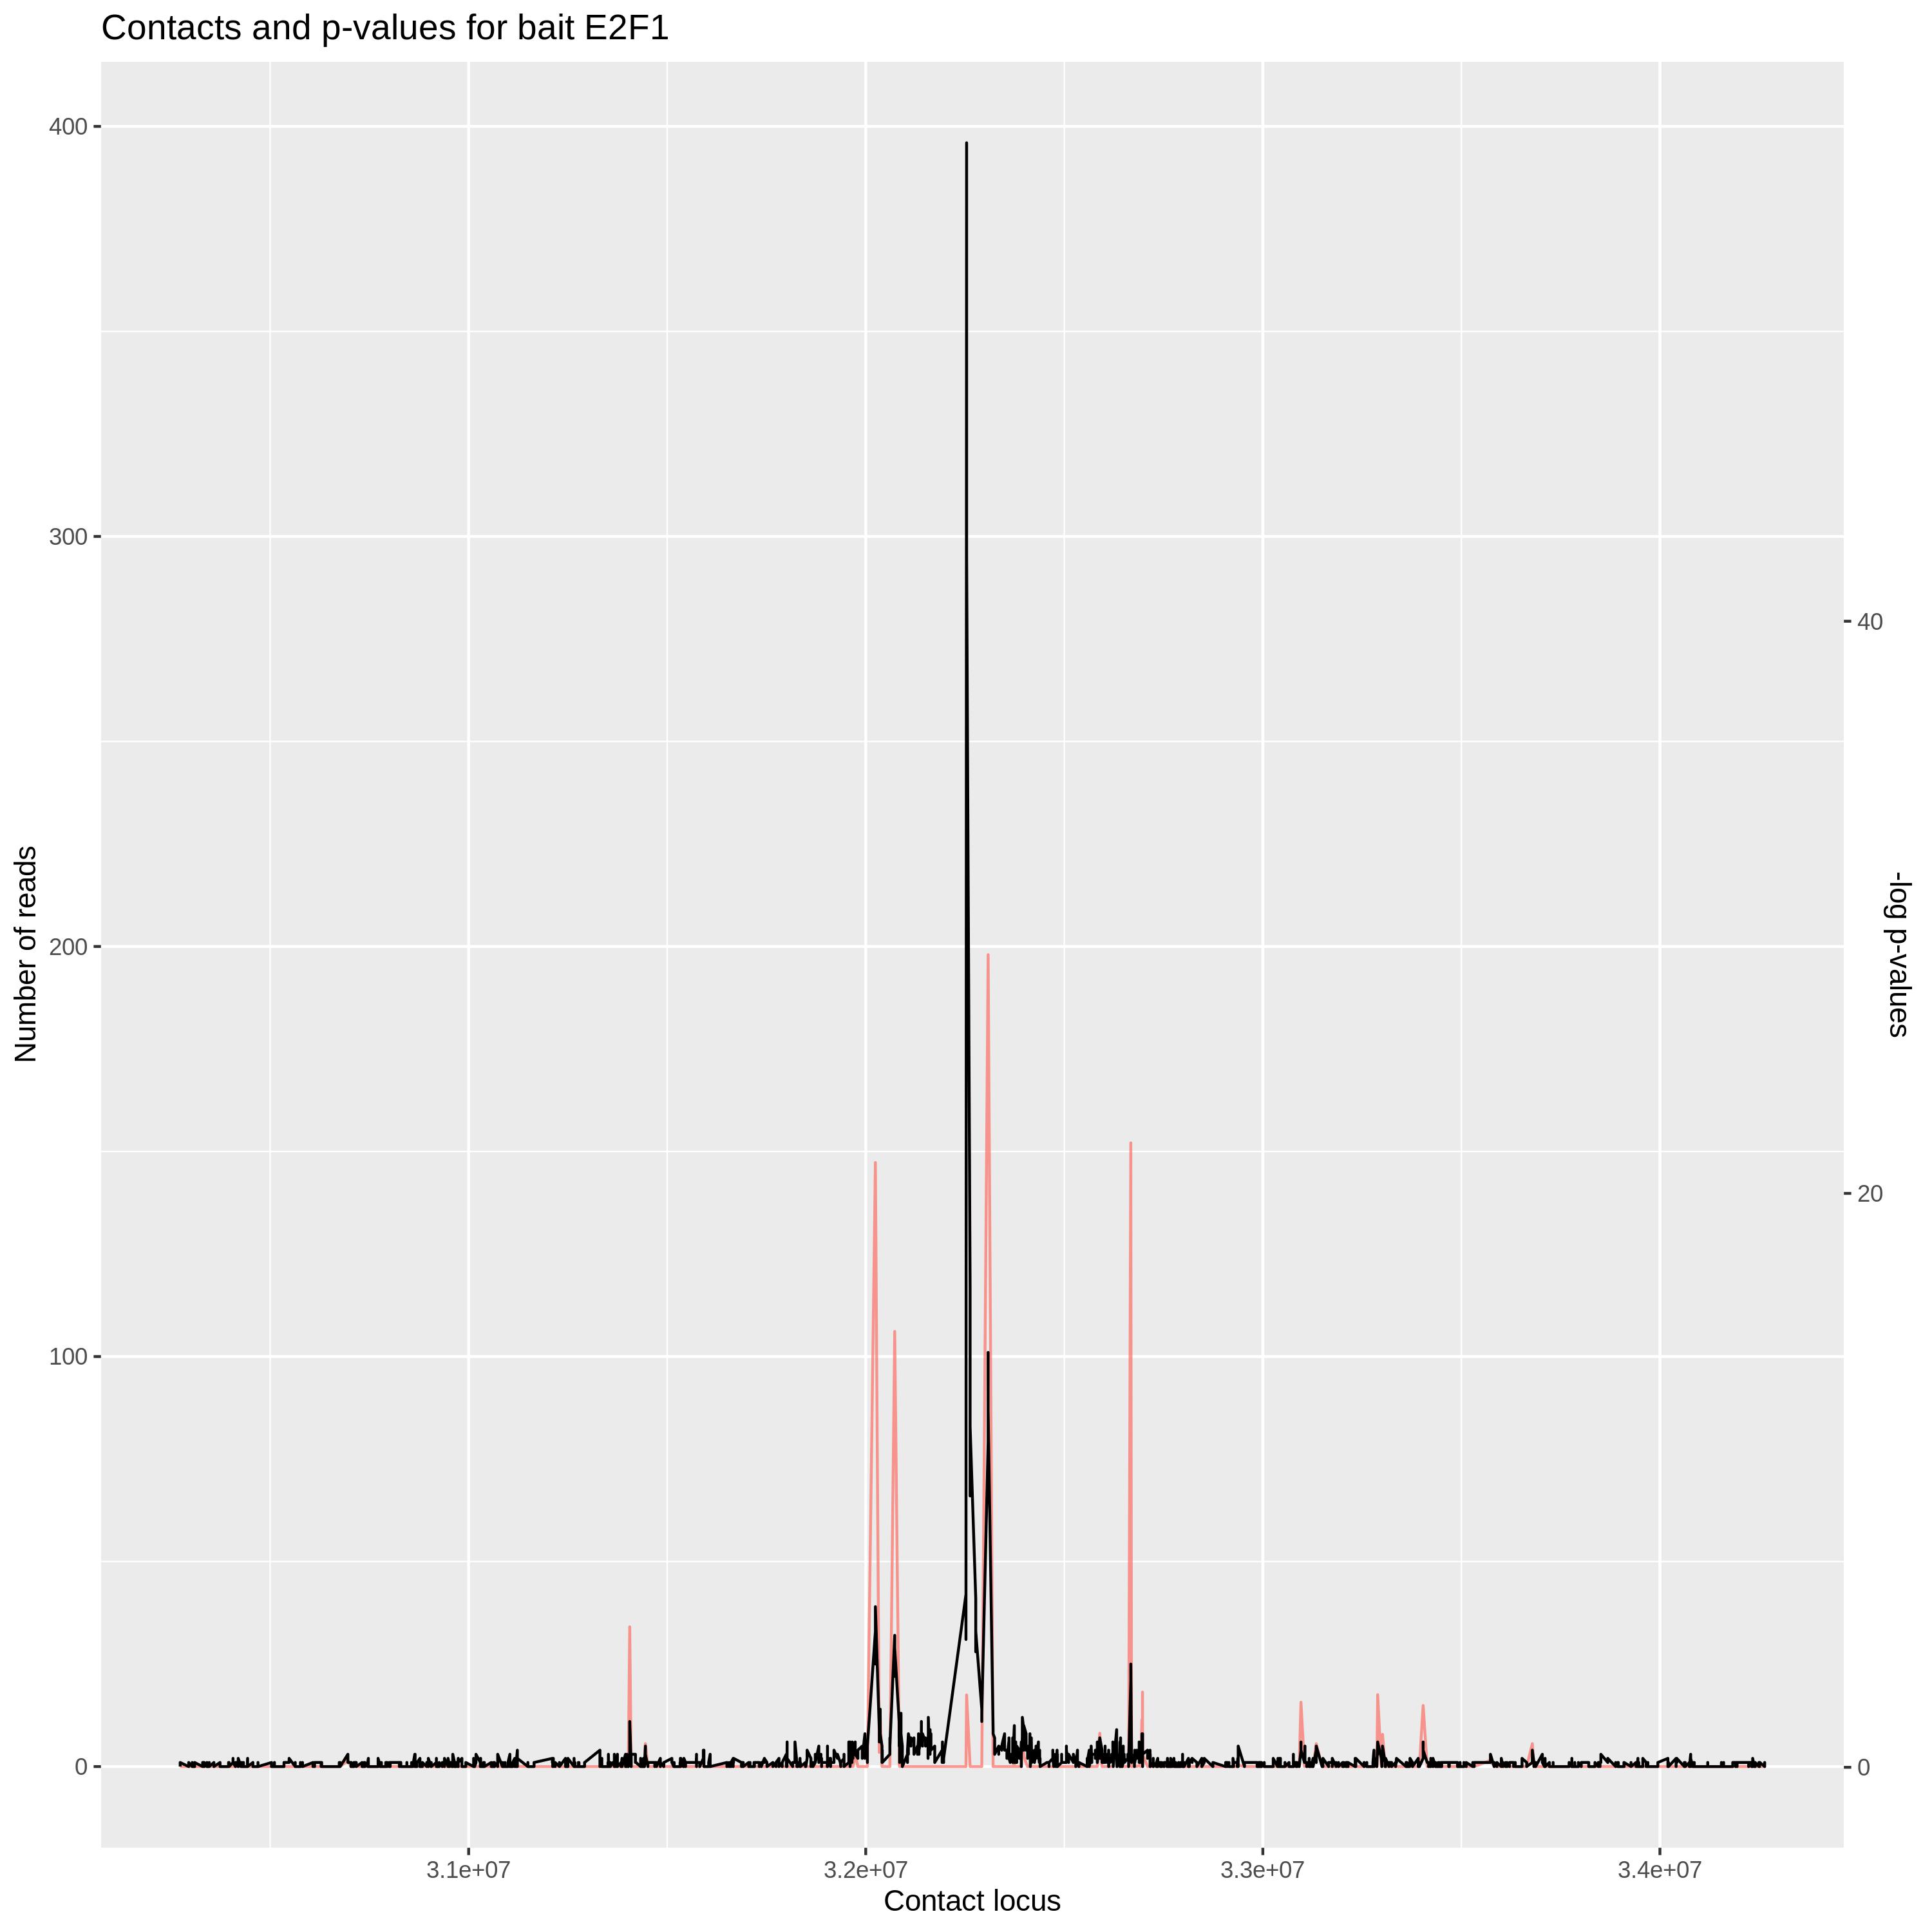 Contacts and p-values for bait E2F1
400
300
200
100
0
Number of reads
40
20
0
-log p-values
3.1e+07
3.2e+07
3.3e+07
3.4e+07
Contact locus